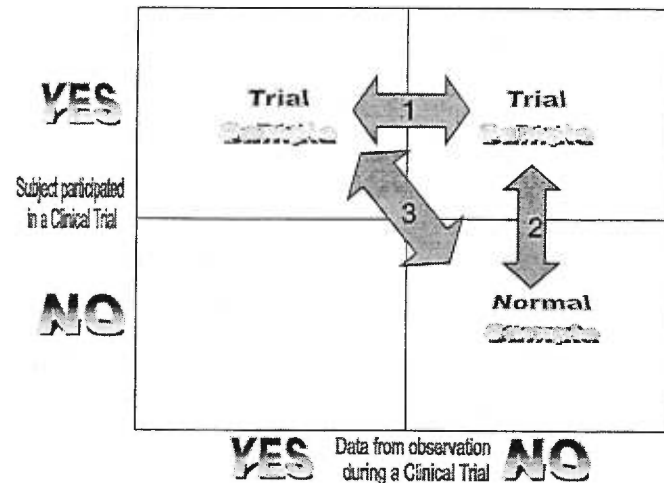 YES
Trial
Sample
1
Trial
Sample
Subject participated
in a Clinical Trial
3
2
NO
Normal
Sample
YES
Data from observation
during a Clinical Trial
NO